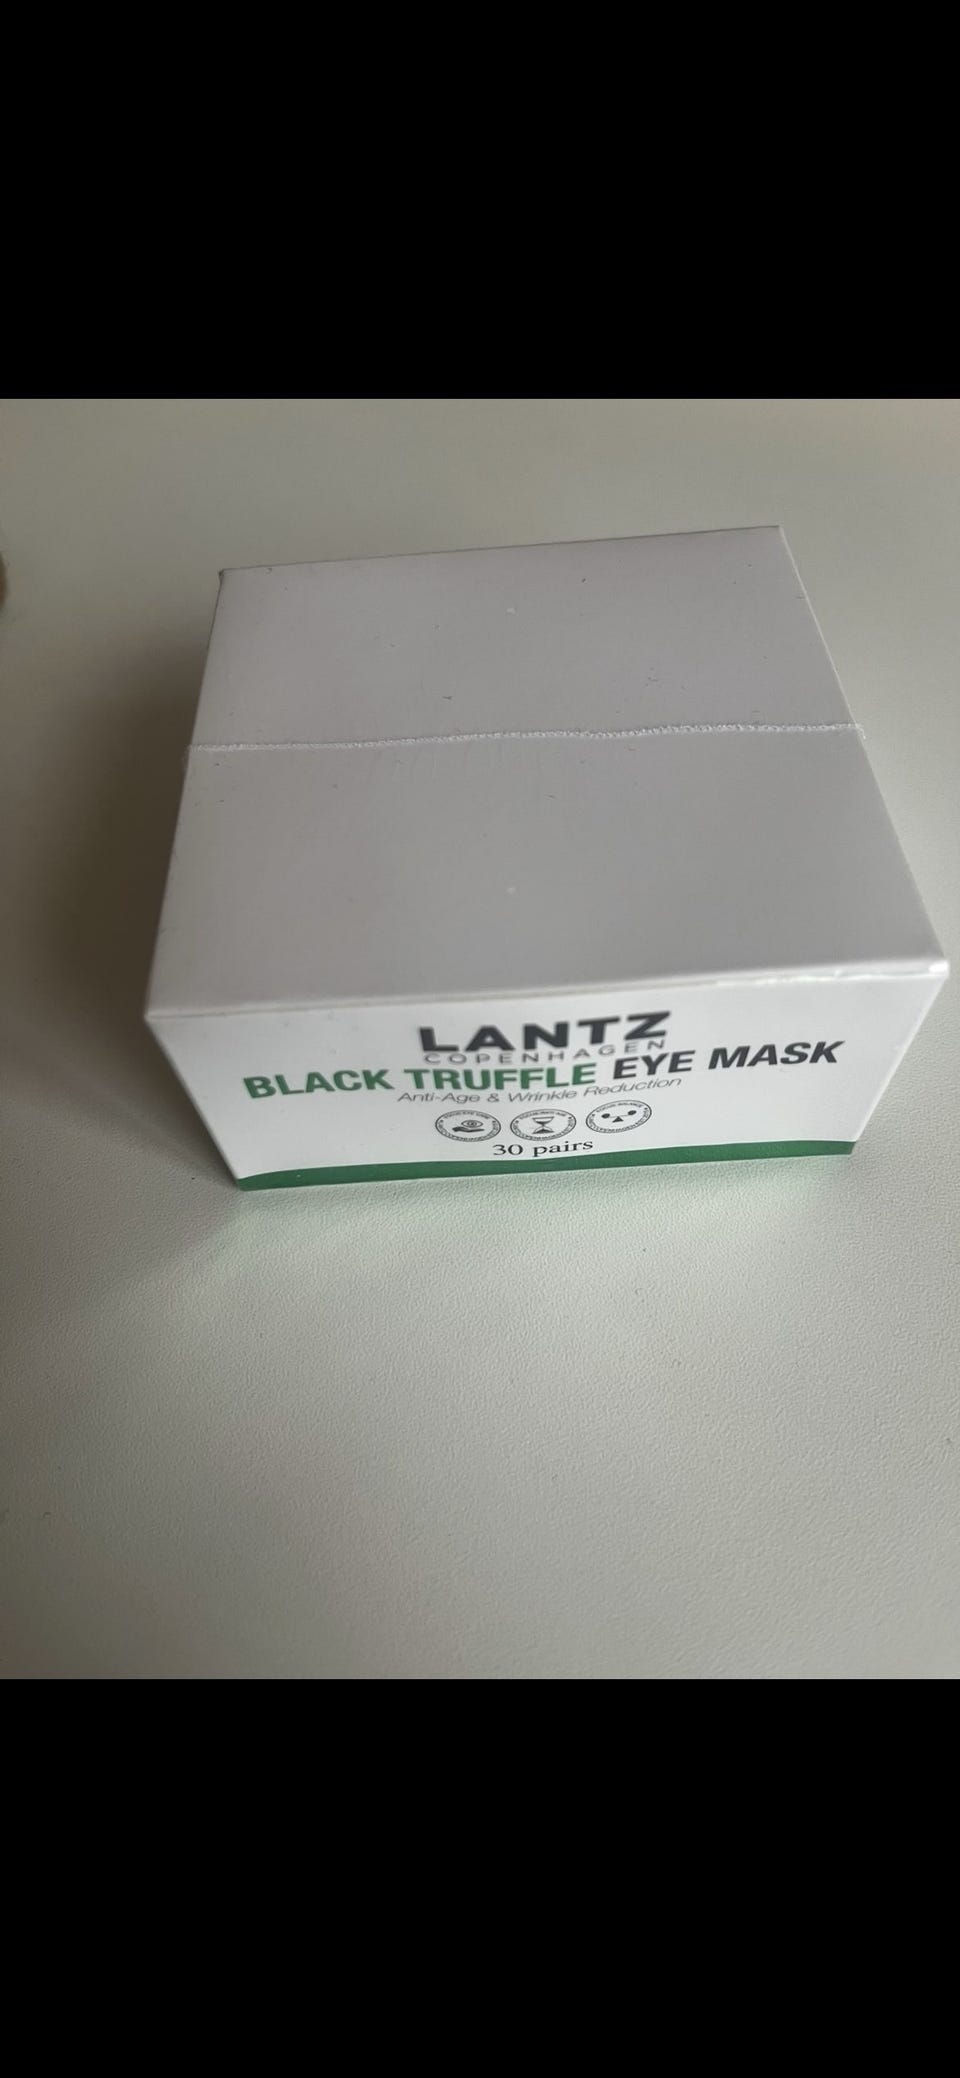 LANTZ
COPENHAGEN
BLACK TRUFFLE EYE MASK
Anti-Age & Wrinkle Reduction
30 pairs